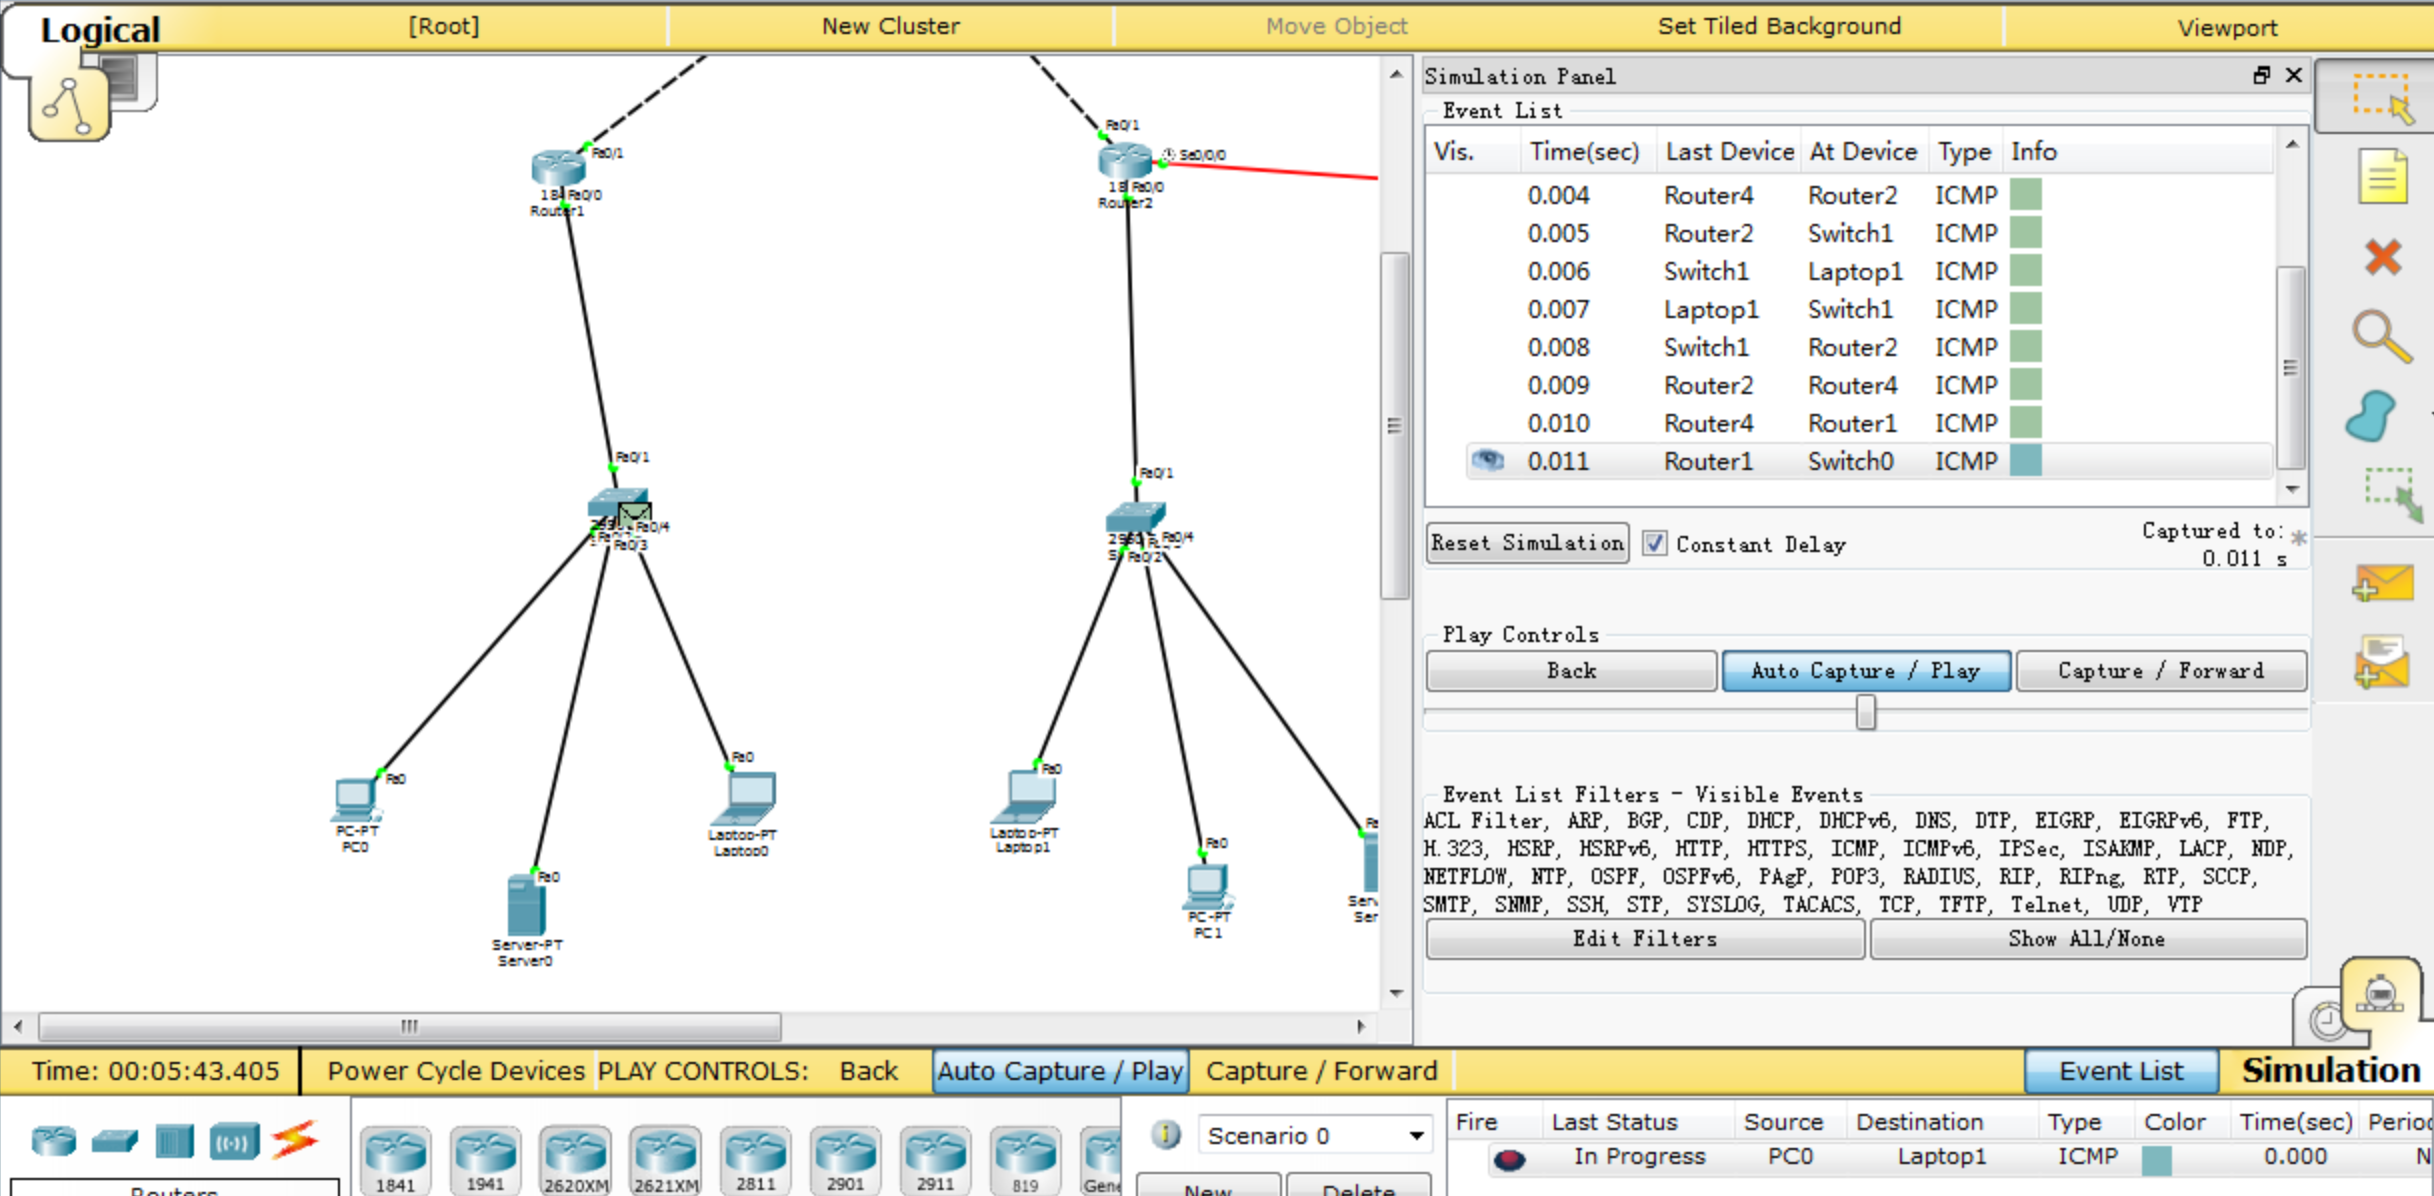 Logical [Root] New Cluster Move Object Set Tiled Background Viewport
Fa0/1
Fa0/0
Router1
Fa0/1
Se0/0/0
Fa0/0
Router2
Fa0/1
Fa0/4
Fa0/3
Fa0/1
Fa0/4
Fa0/2
Fa0
PC-PT
PC0
Fa0
Server-PT
Server0
Fa0
Laptop-PT
Laptop0
Fa0
Laptop-PT
Laptop1
Fa0
PC-PT
PC1
Simulation Panel
Event List
Vis. Time(sec) Last Device At Device Type Info
0.004 Router4 Router2 ICMP
0.005 Router2 Switch1 ICMP
0.006 Switch1 Laptop1 ICMP
0.007 Laptop1 Switch1 ICMP
0.008 Switch1 Router2 ICMP
0.009 Router2 Router4 ICMP
0.010 Router4 Router1 ICMP
0.011 Router1 Switch0 ICMP
Reset Simulation Constant Delay
Captured to: *
0.011 s
Play Controls
Back Auto Capture / Play Capture / Forward
Event List Filters - Visible Events
ACL Filter, ARP, BGP, CDP, DHCP, DHCPv6, DNS, DTP, EIGRP, EIGRPv6, FTP,
H.323, HSRP, HSRPv6, HTTP, HTTPS, ICMP, ICMPv6, IPSec, ISAKMP, LACP, NDP,
NETFLOW, NTP, OSPF, OSPFv6, PAgP, POP3, RADIUS, RIP, RIPng, RTP, SCCP,
SMTP, SNMP, SSH, STP, SYSLOG, TACACS, TCP, TFTP, Telnet, UDP, VTP
Edit Filters Show All/None
Time: 00:05:43.405 Power Cycle Devices PLAY CONTROLS: Back Auto Capture / Play Capture / Forward Event List Simulation
Routers
1841 1941 2620XM 2621XM 2811 2901 2911 819 Gene
Scenario 0
New Delete
Fire Last Status Source Destination Type Color Time(sec) Perio
In Progress PC0 Laptop1 ICMP 0.000 N